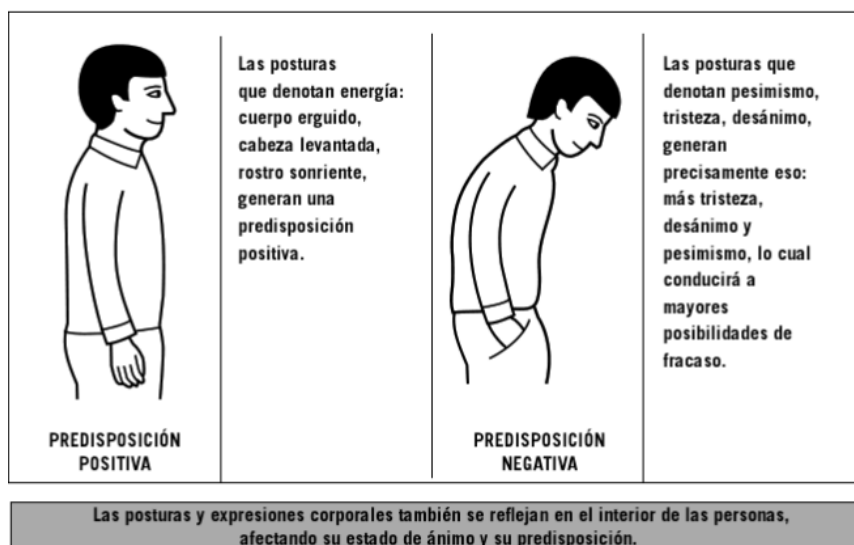 Las posturas
que denotan energía:
cuerpo erguido,
cabeza levantada,
rostro sonriente,
generan una
predisposición
positiva.
PREDISPOSICIÓN
POSITIVA
Las posturas que
denotan pesimismo,
tristeza, desánimo,
generan
precisamente eso:
más tristeza,
desánimo y
pesimismo, lo cual
conducirá a
mayores
posibilidades de
fracaso.
PREDISPOSICIÓN
NEGATIVA
Las posturas y expresiones corporales también se reflejan en el interior de las personas,
afectando su estado de ánimo y su predisposición.